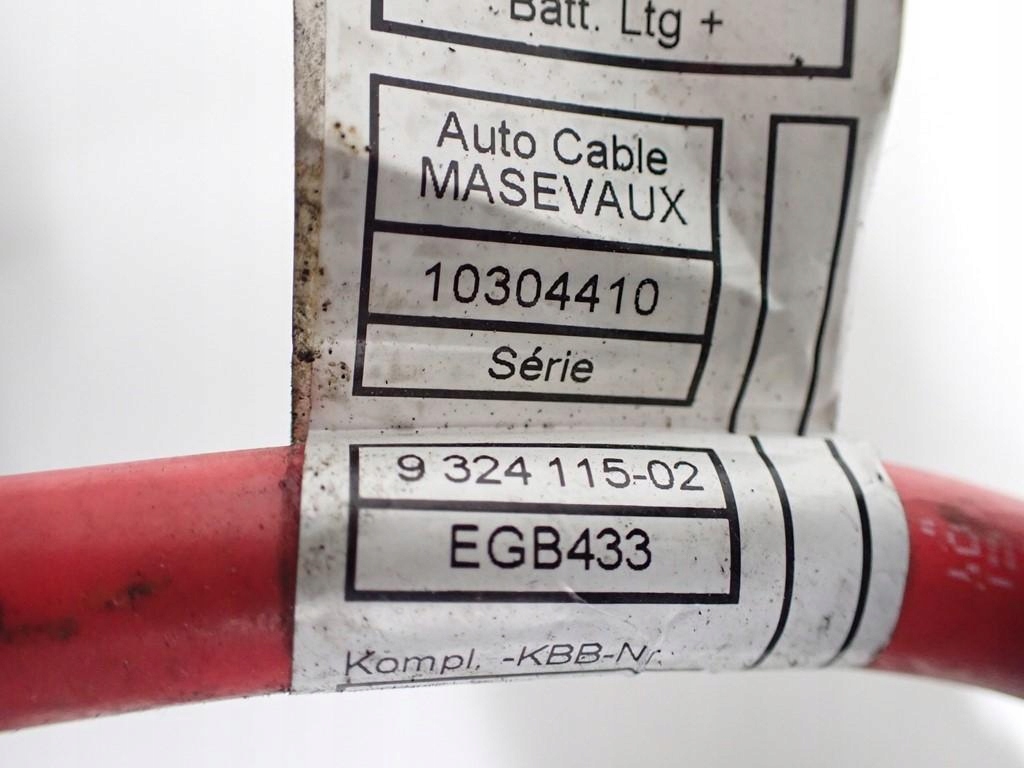 Batt. Ltg +
Auto Cable
MASEVAUX
10304410
Série
9 324 115-02
EGB433
Kompl. -KBB-Nr.